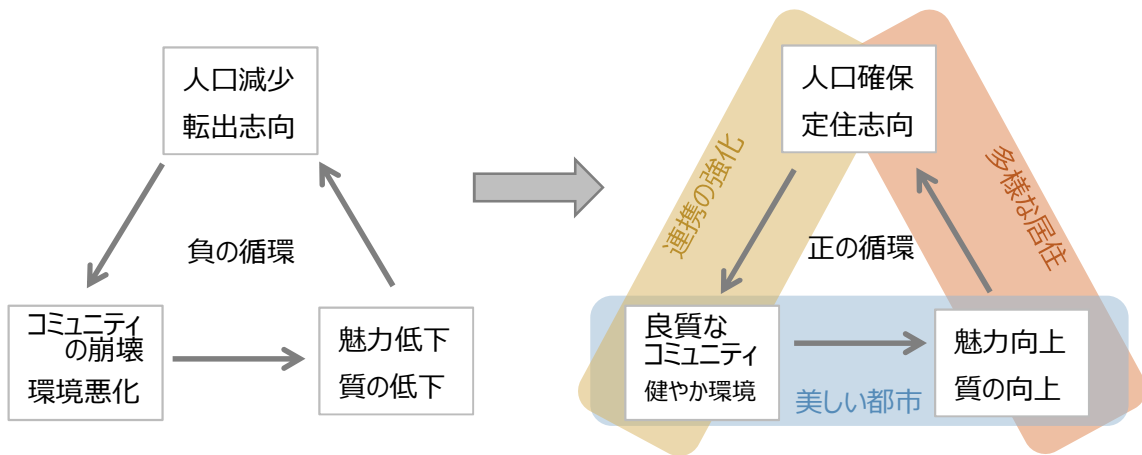 人口減少
転出志向
負の循環
コミュニティ
の崩壊
環境悪化
魅力低下
質の低下
人口確保
定住志向
連携の強化
多様な居住
正の循環
良質な
コミュニティ
健やか環境
魅力向上
質の向上
美しい都市